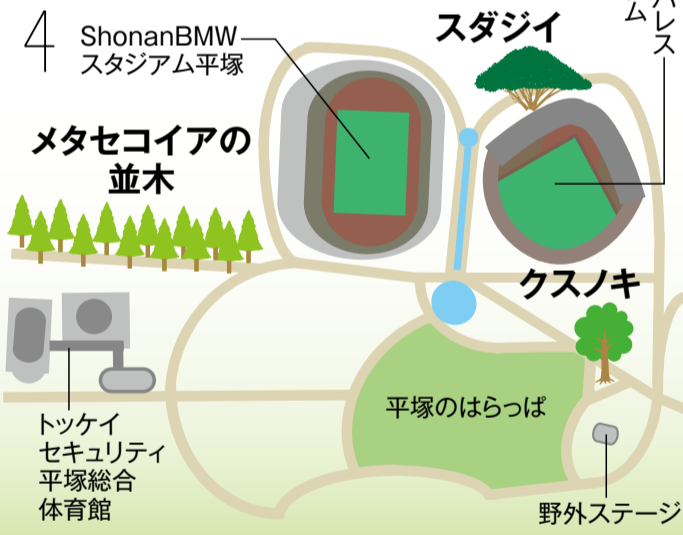 4
ShonanBMW
スタジアム平塚
スダジイ
パレス
ム
メタセコイアの
並木
クスノキ
平塚のはらっぱ
トッケイ
セキュリティ
平塚総合
体育館
野外ステージ